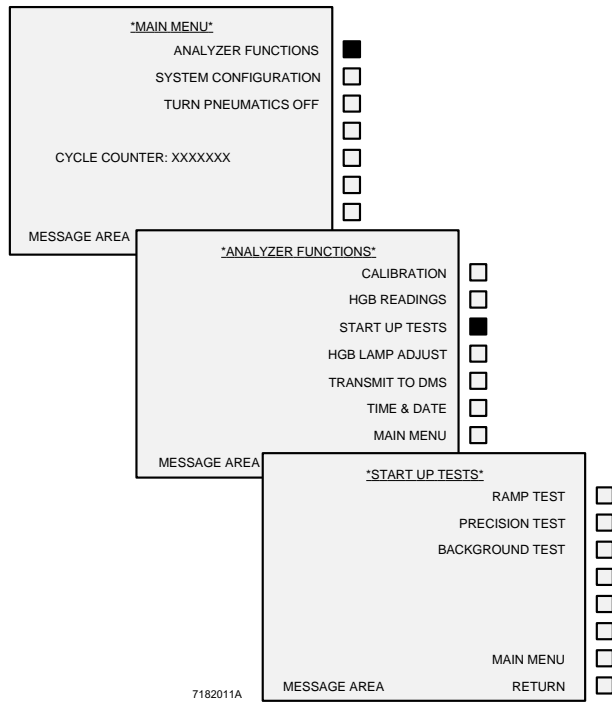 *MAIN MENU*
ANALYZER FUNCTIONS
SYSTEM CONFIGURATION
TURN PNEUMATICS OFF
CYCLE COUNTER: XXXXXXX
MESSAGE AREA
*ANALYZER FUNCTIONS*
CALIBRATION
HGB READINGS
START UP TESTS
HGB LAMP ADJUST
TRANSMIT TO DMS
TIME & DATE
MAIN MENU
MESSAGE AREA
*START UP TESTS*
RAMP TEST
PRECISION TEST
BACKGROUND TEST
MAIN MENU
MESSAGE AREA RETURN
7182011A